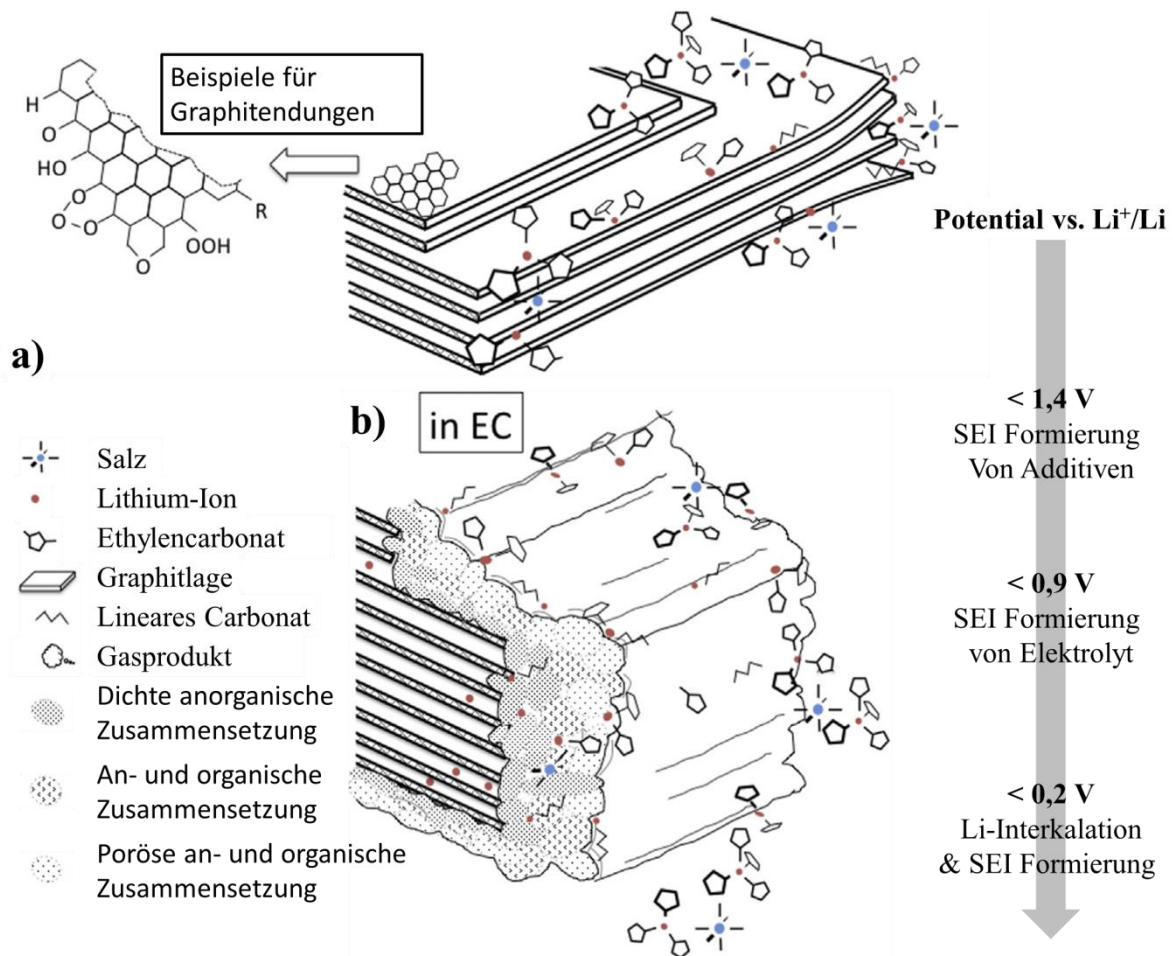 Beispiele für
Graphitendungen
H
O
HO
O
O
O
O
OOH
R
a)
Potential vs. Li⁺/Li
< 1,4 V
SEI Formierung
Von Additiven
< 0,9 V
SEI Formierung
von Elektrolyt
< 0,2 V
Li-Interkalation
& SEI Formierung
b)
in EC
Salz
Lithium-Ion
Ethylencarbonat
Graphitlage
Lineares Carbonat
Gasprodukt
Dichte anorganische
Zusammensetzung
An- und organische
Zusammensetzung
Poröse an- und organische
Zusammensetzung